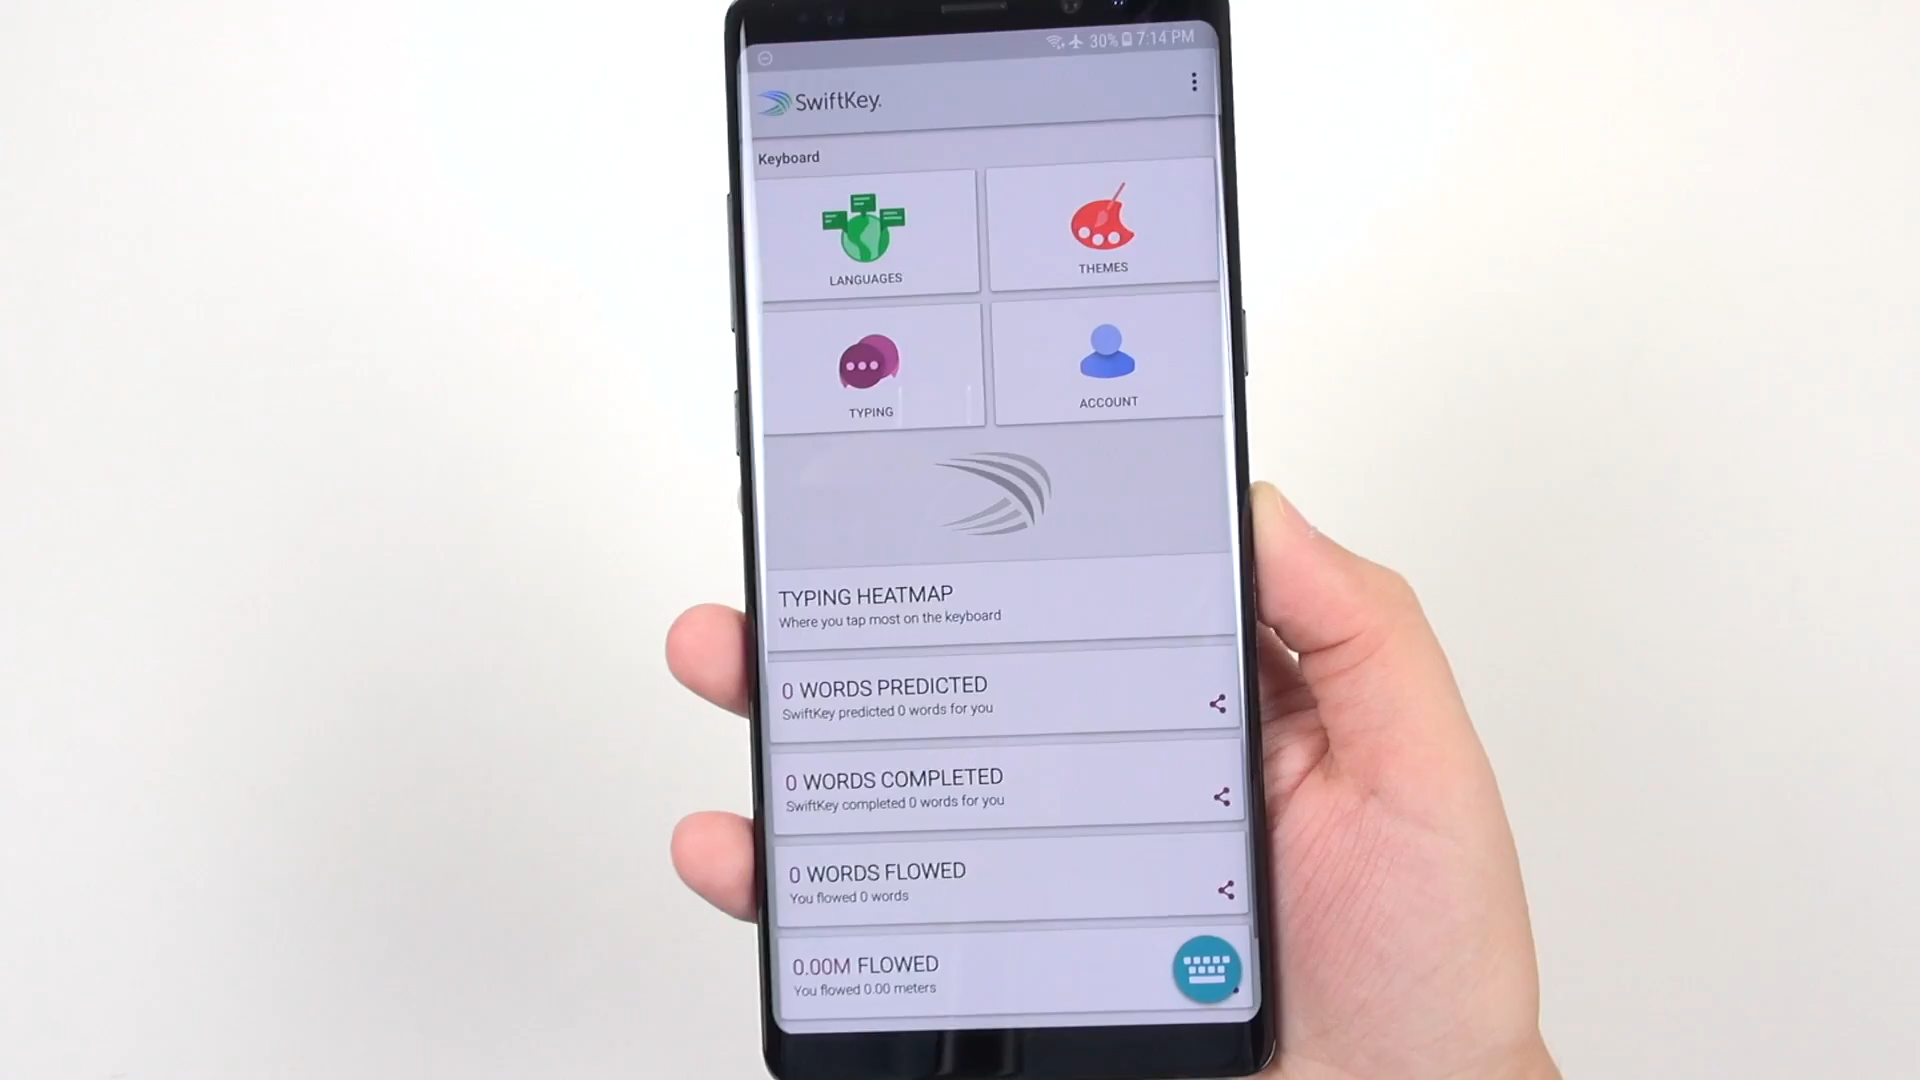 30% 7:14 PM
SwiftKey.
Keyboard
LANGUAGES
THEMES
TYPING
ACCOUNT
TYPING HEATMAP
Where you tap most on the keyboard
0 WORDS PREDICTED
SwiftKey predicted 0 words for you
0 WORDS COMPLETED
SwiftKey completed 0 words for you
0 WORDS FLOWED
You flowed 0 words
0.00M FLOWED
You flowed 0.00 meters